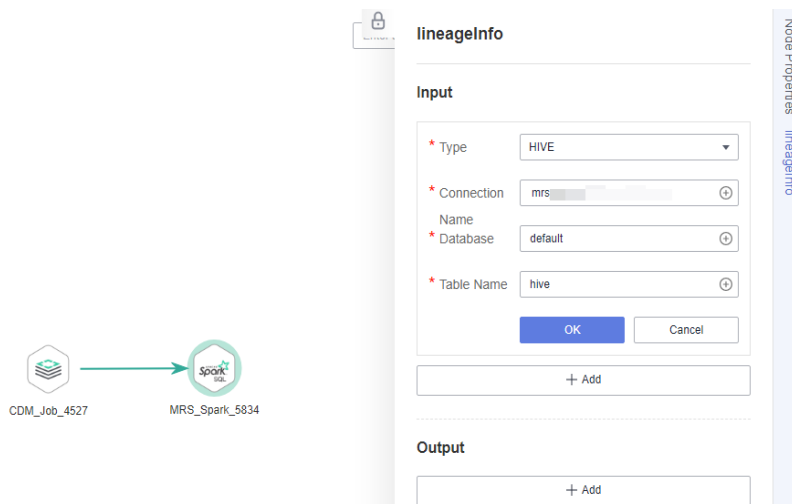 lineageInfo
Input
* Type
HIVE
* Connection Name
mrs
* Database
default
* Table Name
hive
OK
Cancel
+ Add
Output
+ Add
Node Properties
lineageInfo
Spark
SQL
CDM_Job_4527
MRS_Spark_5834